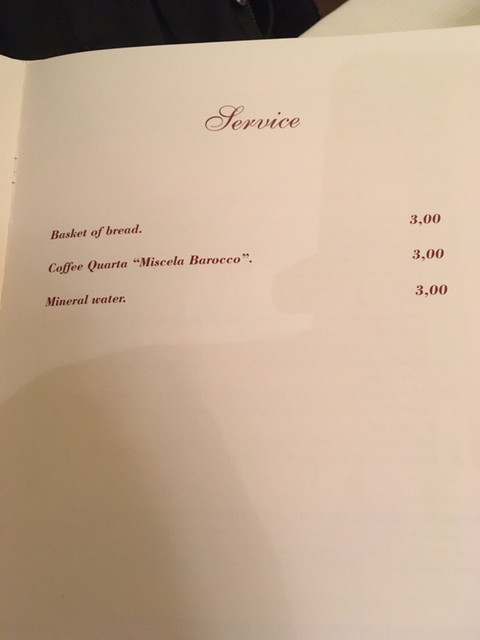 Service
Basket of bread. 3,00
Coffee Quarta “Miscela Barocco”. 3,00
Mineral water. 3,00